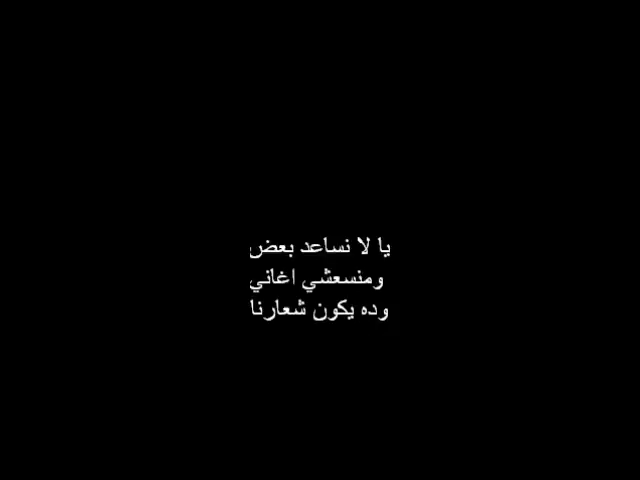 يا لا نساعد بعض
ومنسعشي اغاني
وده يكون شعارنا